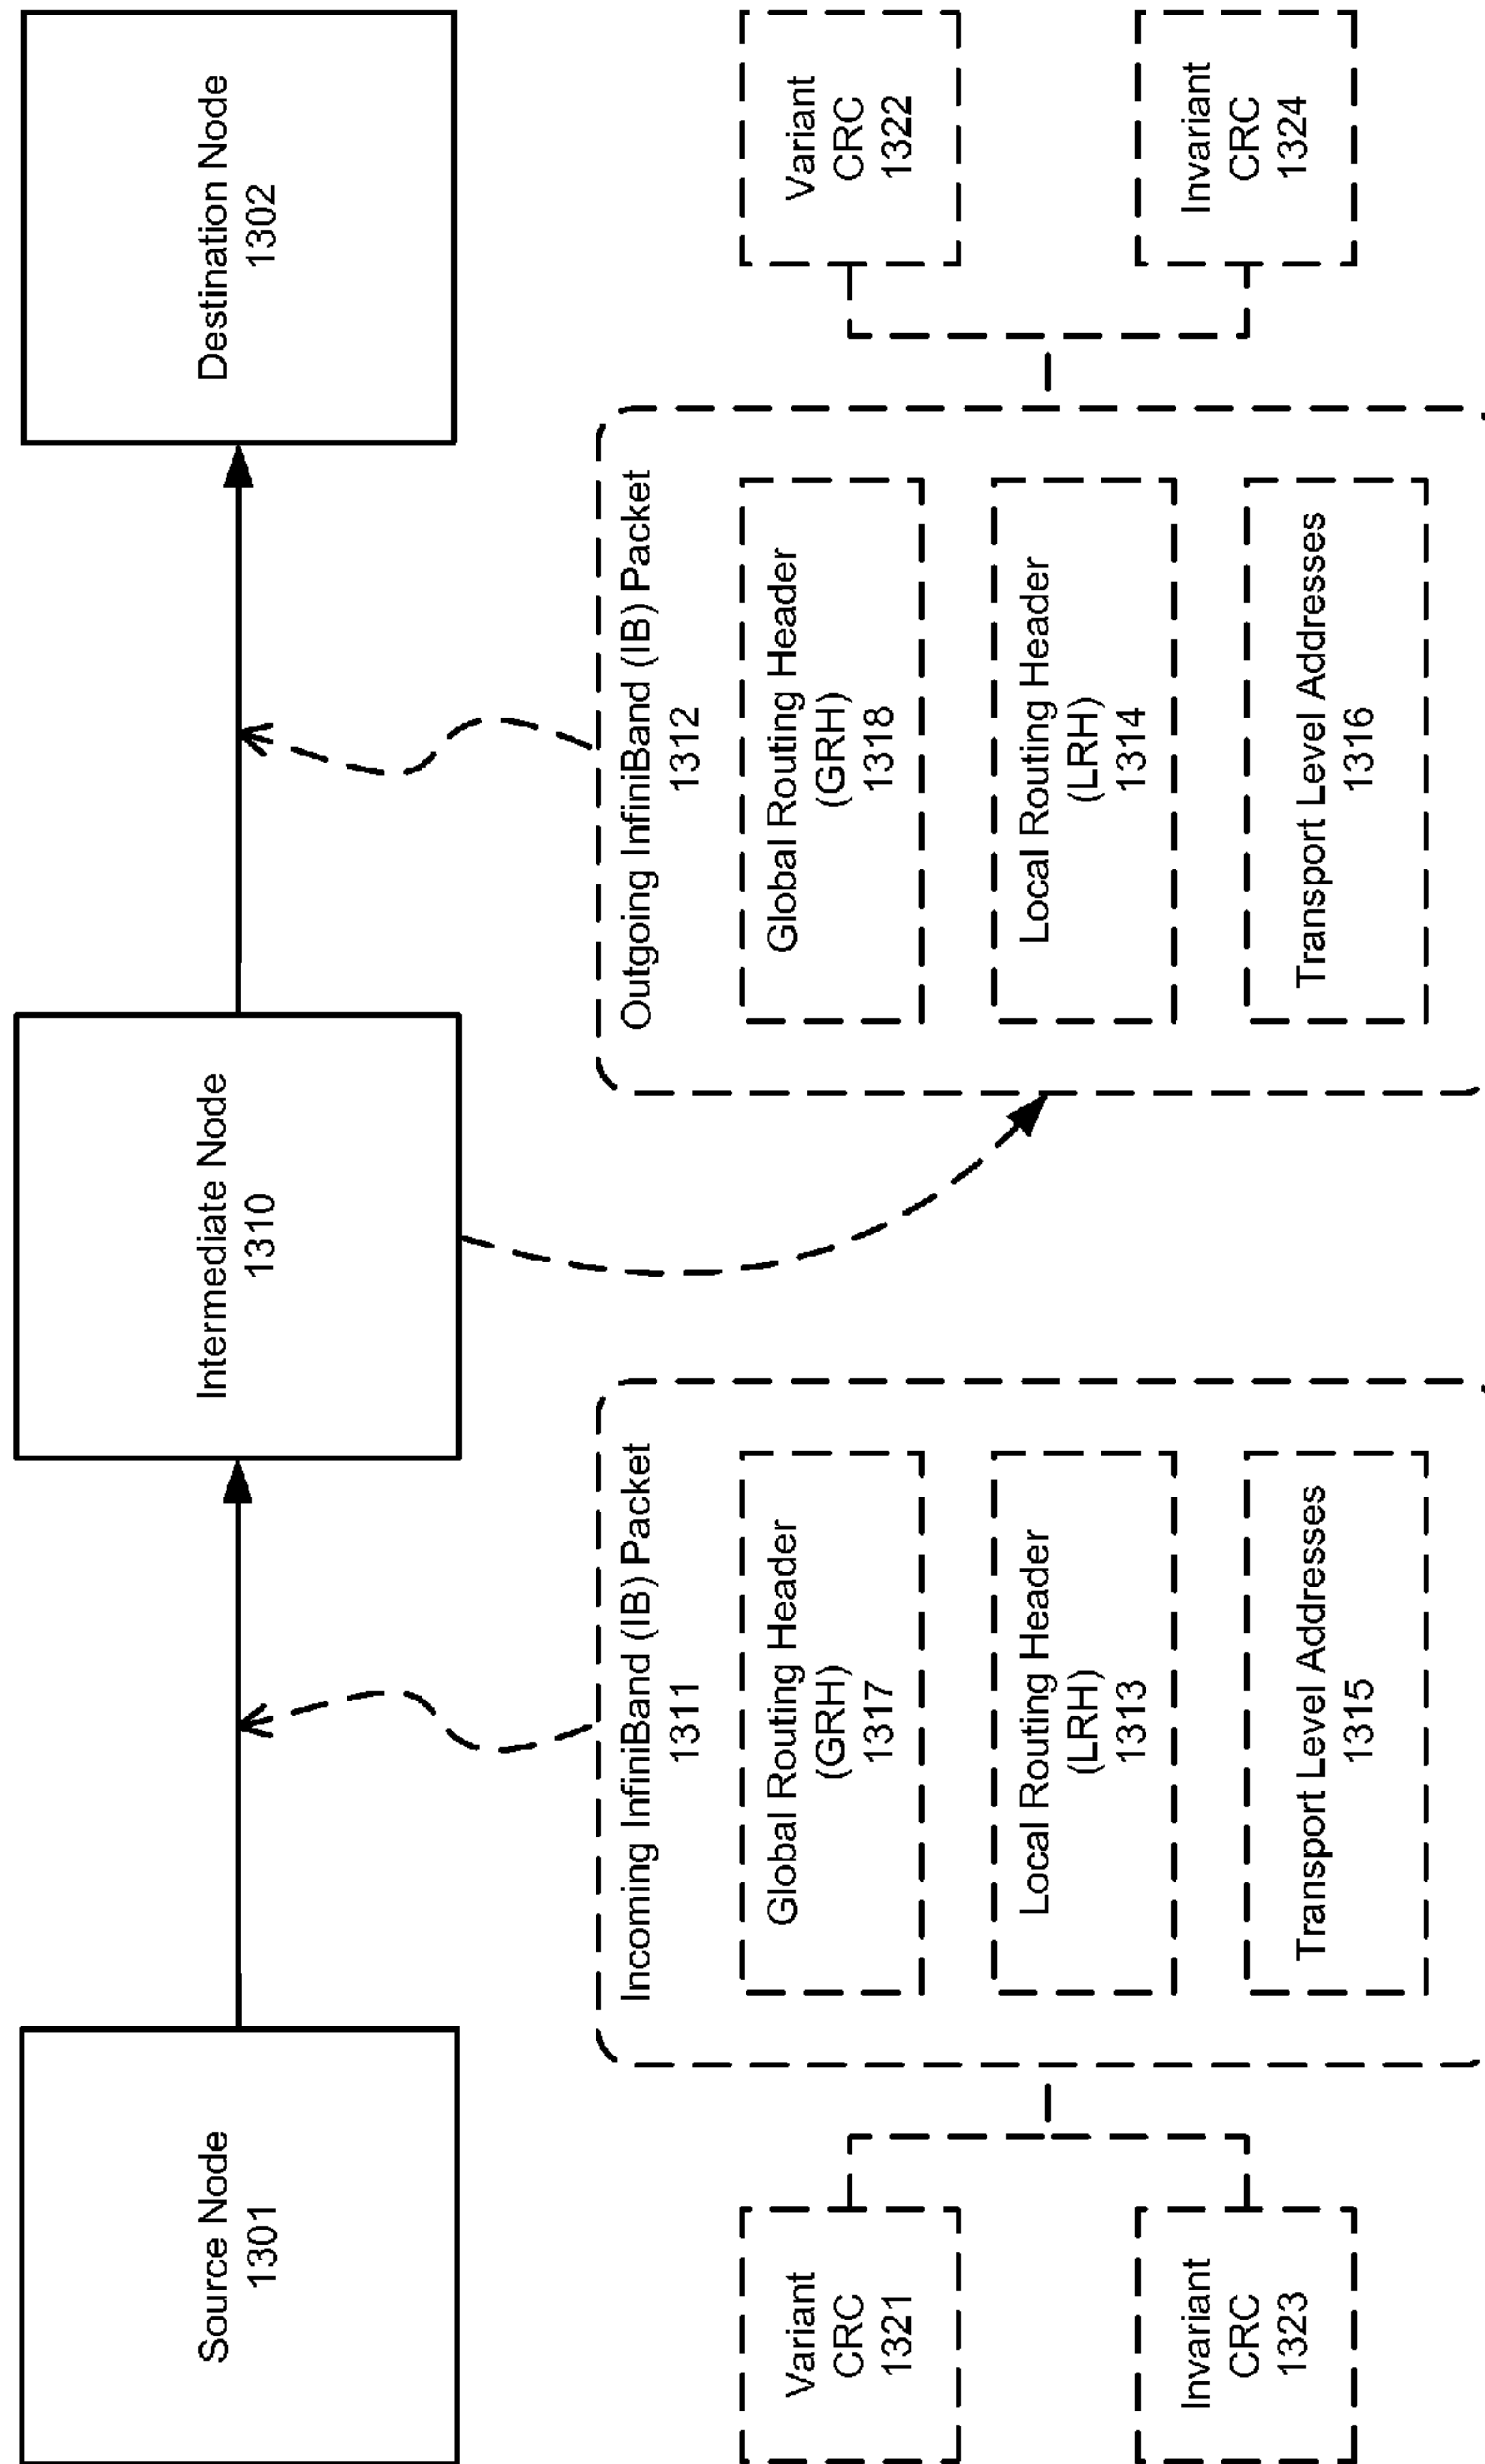 Source Node
1301
Intermediate Node
1310
Destination Node
1302
Incoming InfiniBand (IB) Packet
1311
Global Routing Header
(GRH)
1317
Local Routing Header
(LRH)
1313
Transport Level Addresses
1315
Outgoing InfiniBand (IB) Packet
1312
Global Routing Header
(GRH)
1318
Local Routing Header
(LRH)
1314
Transport Level Addresses
1316
Variant
CRC
1321
Invariant
CRC
1323
Variant
CRC
1322
Invariant
CRC
1324